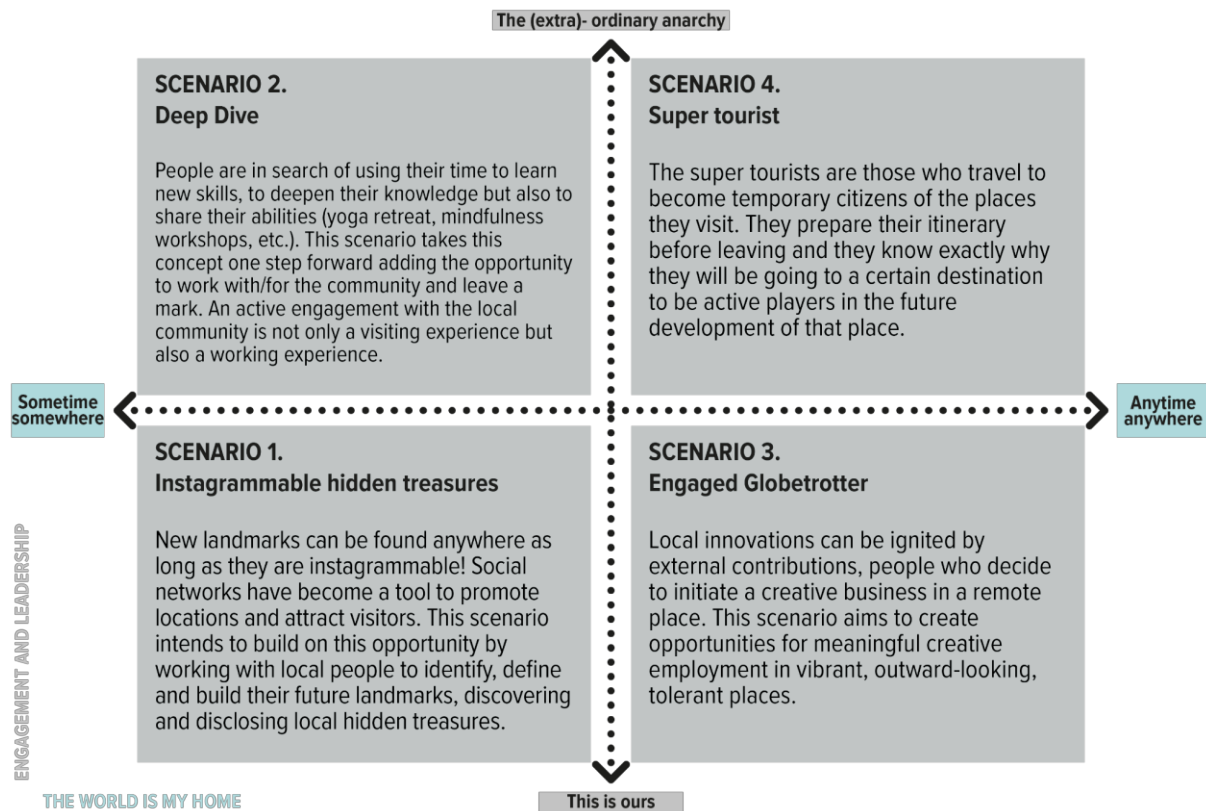 The (extra)- ordinary anarchy
SCENARIO 2.
Deep Dive
People are in search of using their time to learn
new skills, to deepen their knowledge but also to
share their abilities (yoga retreat, mindfulness
workshops, etc.). This scenario takes this
concept one step forward adding the opportunity
to work with/for the community and leave a
mark. An active engagement with the local
community is not only a visiting experience but
also a working experience.
SCENARIO 4.
Super tourist
The super tourists are those who travel to
become temporary citizens of the places
they visit. They prepare their itinerary
before leaving and they know exactly why
they will be going to a certain destination
to be active players in the future
development of that place.
Sometime
somewhere
Anytime
anywhere
SCENARIO 1.
Instagrammable hidden treasures
New landmarks can be found anywhere as
long as they are instagrammable! Social
networks have become a tool to promote
locations and attract visitors. This scenario
intends to build on this opportunity by
working with local people to identify, define
and build their future landmarks, discovering
and disclosing local hidden treasures.
SCENARIO 3.
Engaged Globetrotter
Local innovations can be ignited by
external contributions, people who decide
to initiate a creative business in a remote
place. This scenario aims to create
opportunities for meaningful creative
employment in vibrant, outward-looking,
tolerant places.
ENGAGEMENT AND LEADERSHIP
THE WORLD IS MY HOME
This is ours